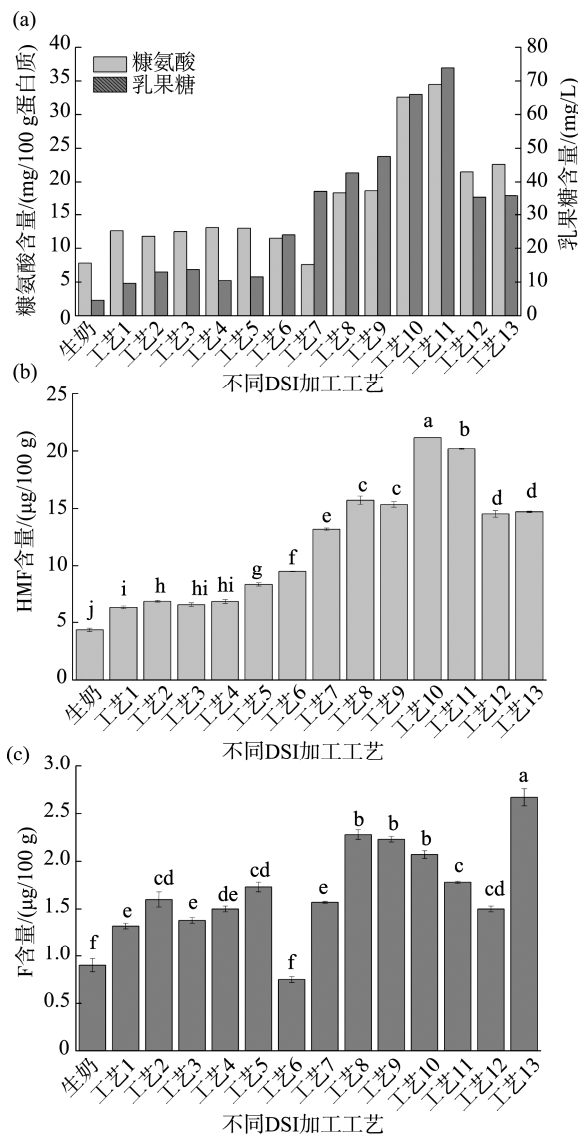 (a)
糠氨酸含量/(mg/100 g蛋白质)
40
35
30
25
20
15
10
5
0
糠氨酸
乳果糖
80
70
60
50
40
30
20
10
0
乳果糖含量/(mg/L)
生奶
工艺1
工艺2
工艺3
工艺4
工艺5
工艺6
工艺7
工艺8
工艺9
工艺10
工艺11
工艺12
工艺13
不同DSI加工工艺
(b)
HMF含量/(μg/100 g)
25
20
15
10
5
0
j
i
h
hi
hi
g
f
e
c
c
a
b
d
d
生奶
工艺1
工艺2
工艺3
工艺4
工艺5
工艺6
工艺7
工艺8
工艺9
工艺10
工艺11
工艺12
工艺13
不同DSI加工工艺
(c)
F含量/(μg/100 g)
3.0
2.5
2.0
1.5
1.0
0.5
0
f
e
cd
e
de
cd
f
e
b
b
b
c
cd
a
生奶
工艺1
工艺2
工艺3
工艺4
工艺5
工艺6
工艺7
工艺8
工艺9
工艺10
工艺11
工艺12
工艺13
不同DSI加工工艺